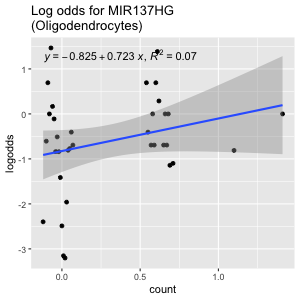 Log odds for MIR137HG
(Oligodendrocytes)
y = −0.825 + 0.723 x, R² = 0.07
1
0
-1
-2
-3
logodds
0.0 0.5 1.0
count